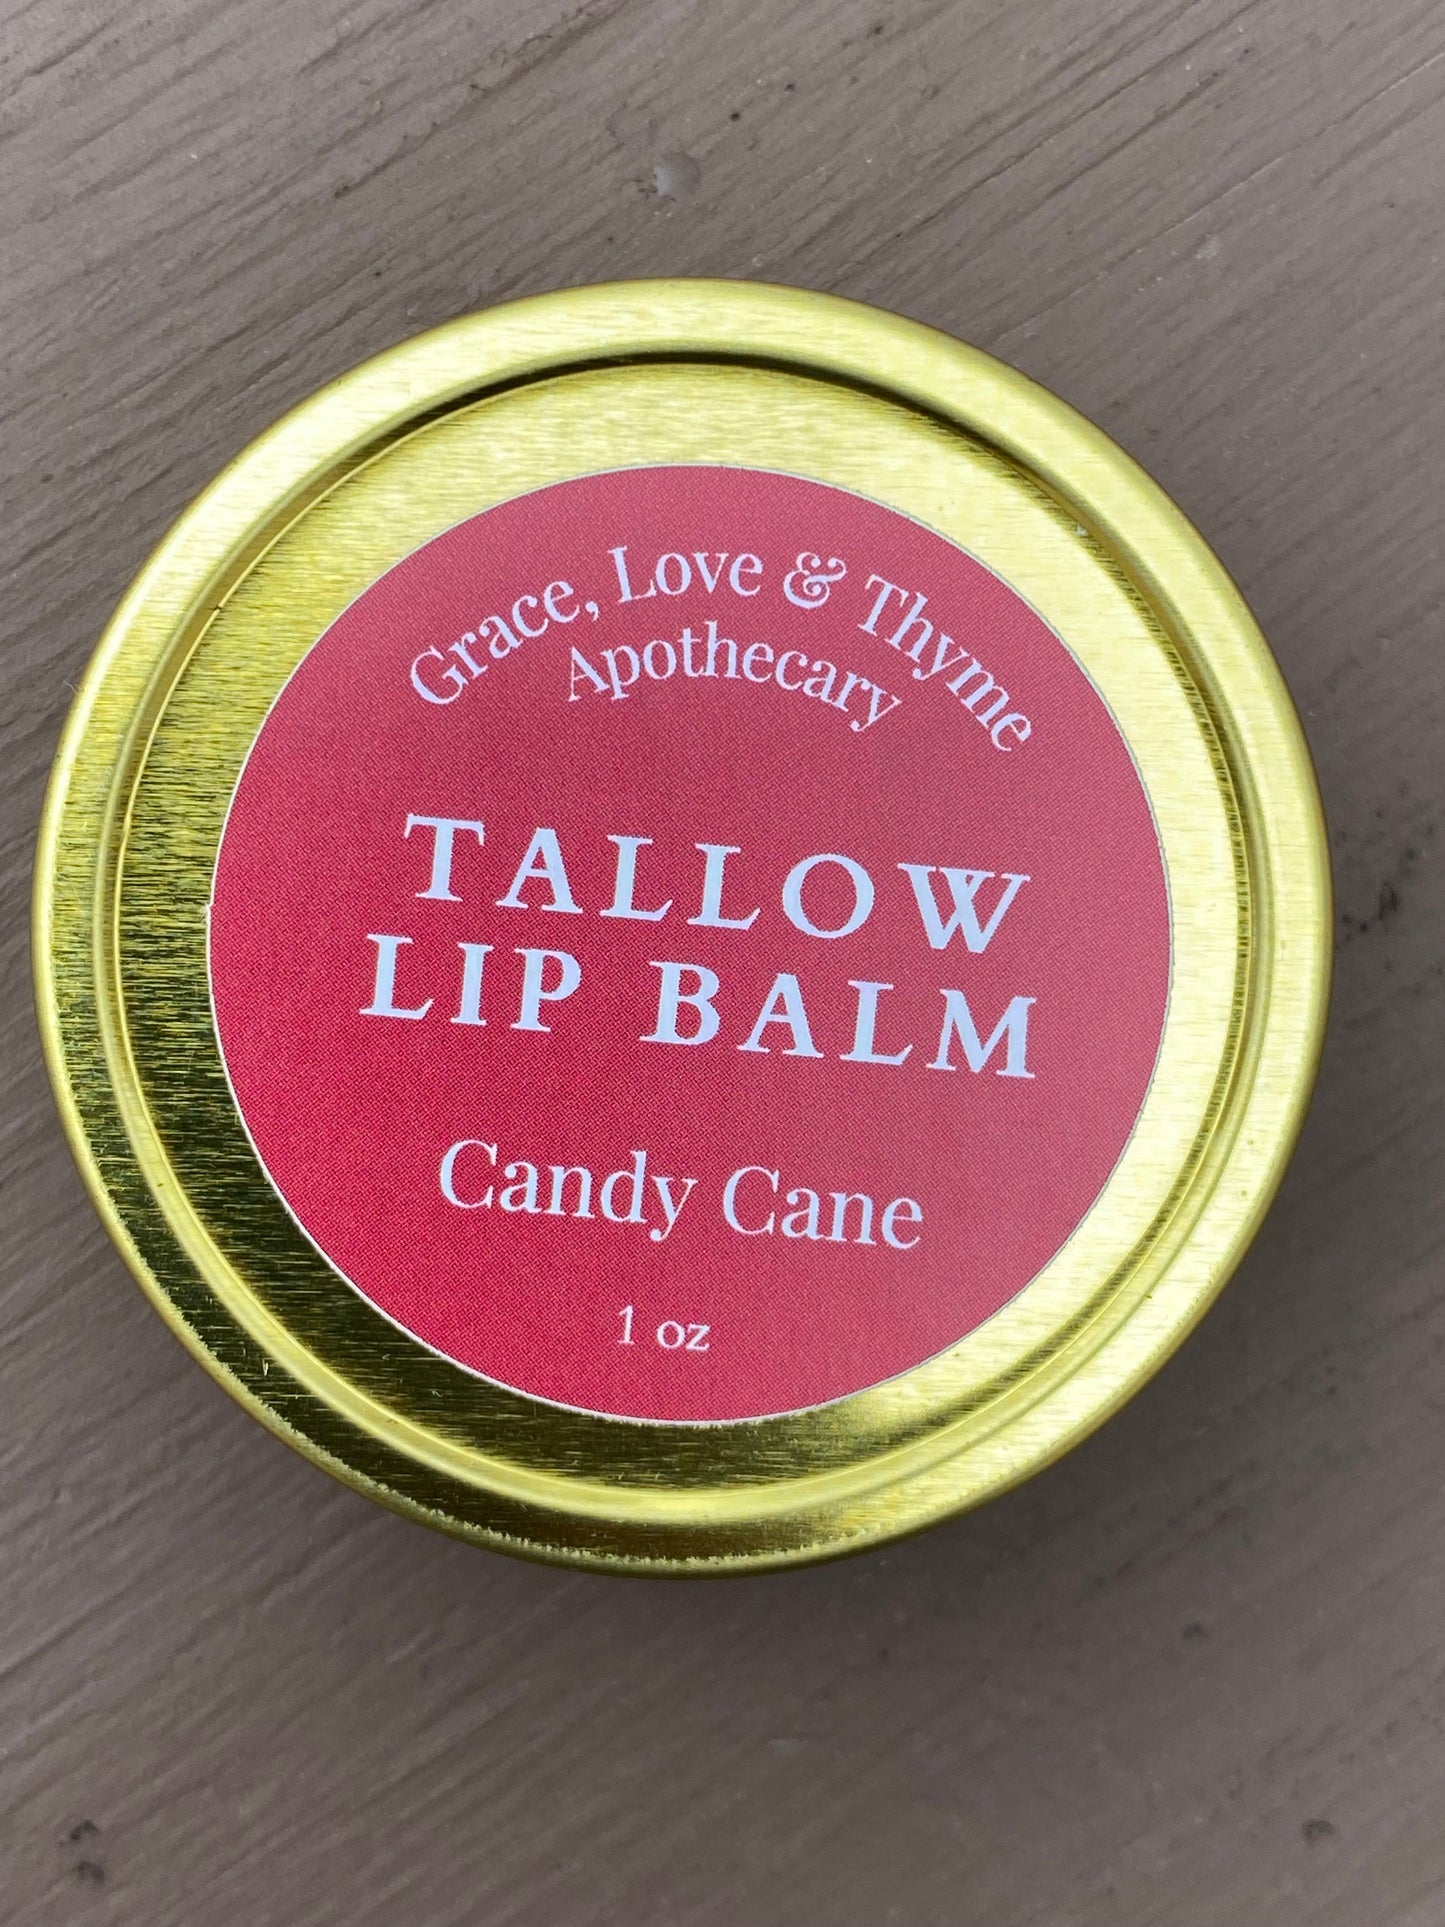 Grace, Love & Thyme
Apothecary
TALLOW
LIP BALM
Candy Cane
1 oz